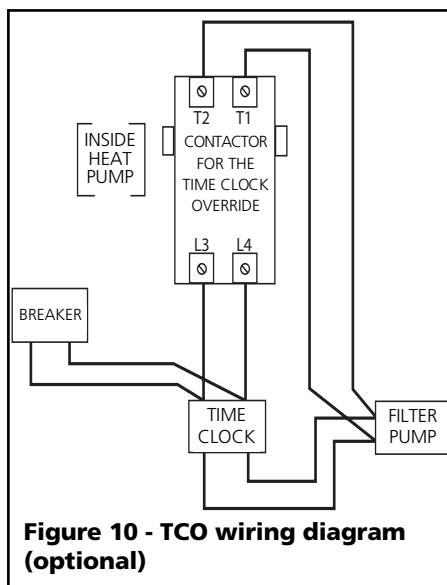 T2 T1
INSIDE
HEAT
PUMP
CONTACTOR
FOR THE
TIME CLOCK
OVERRIDE
L3 L4
BREAKER
TIME
CLOCK
FILTER
PUMP
Figure 10 - TCO wiring diagram
(optional)